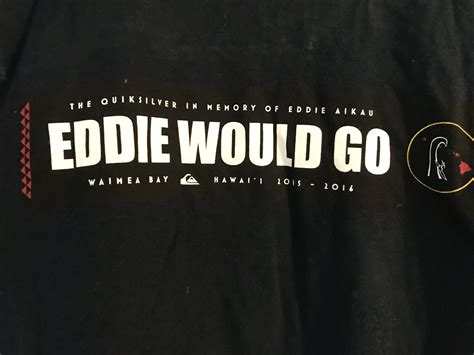 THE QUIKSILVER IN MEMORY OF EDDIE AIKAU
EDDIE WOULD GO
WAIMEA BAY HAWAI'I 2015 - 2016